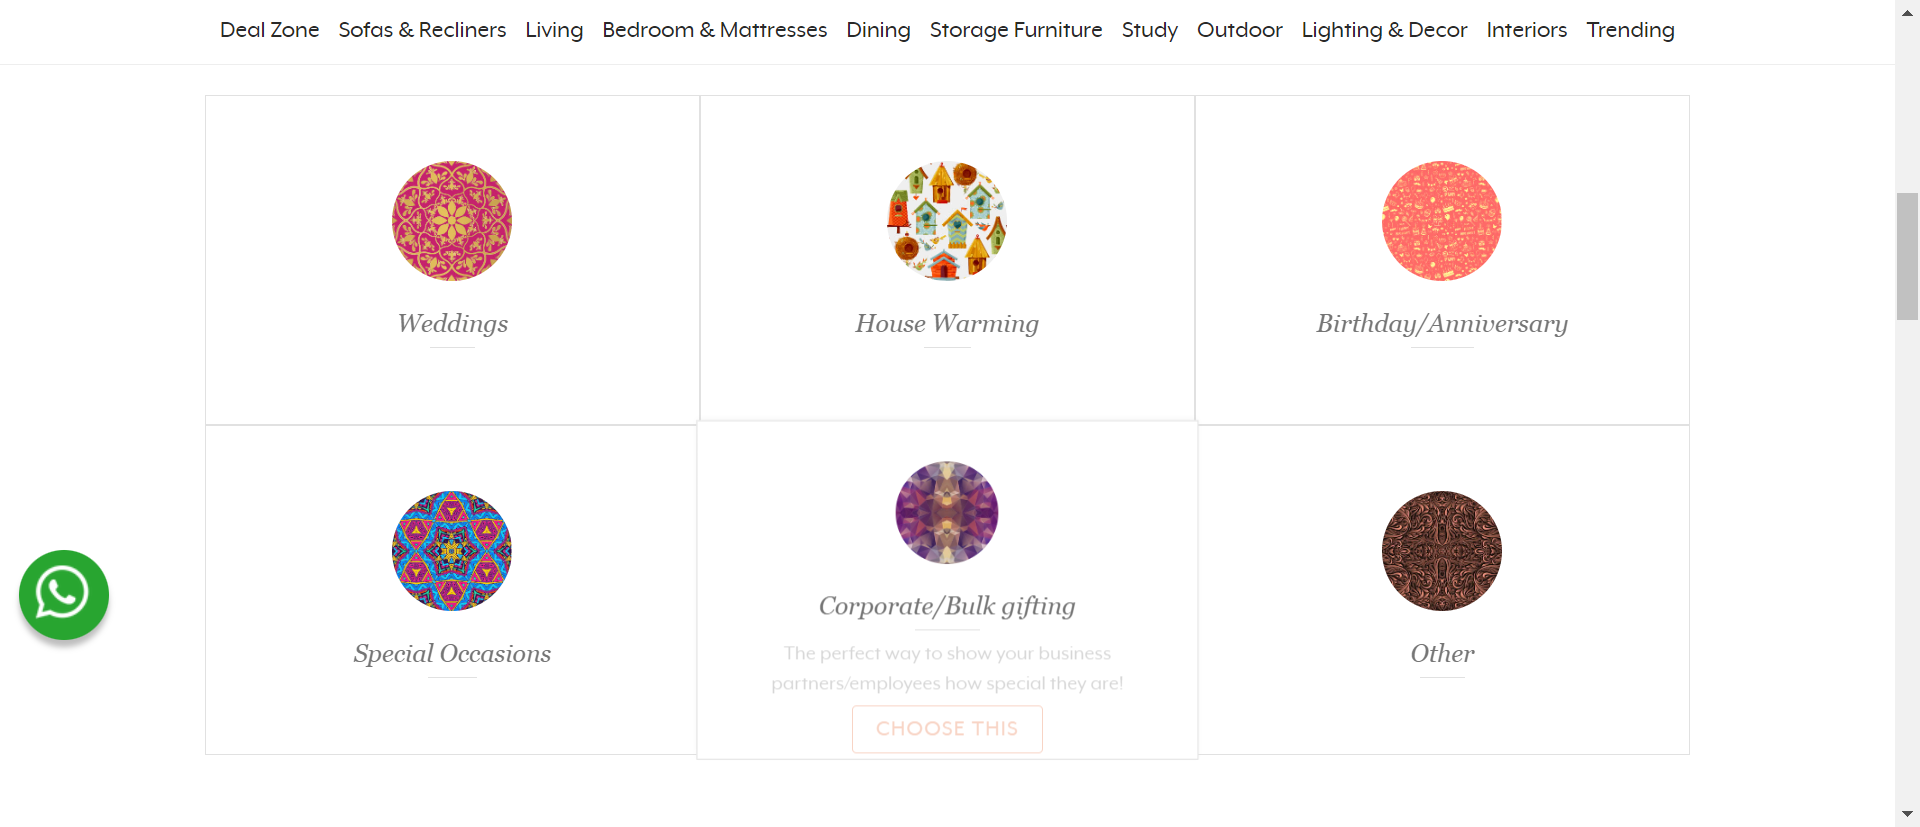 Deal Zone Sofas & Recliners Living Bedroom & Mattresses Dining Storage Furniture Study Outdoor Lighting & Decor Interiors Trending
Weddings
House Warming
Birthday/Anniversary
Special Occasions
Corporate/Bulk gifting
The perfect way to show your business
partners/employees how special they are!
CHOOSE THIS
Other